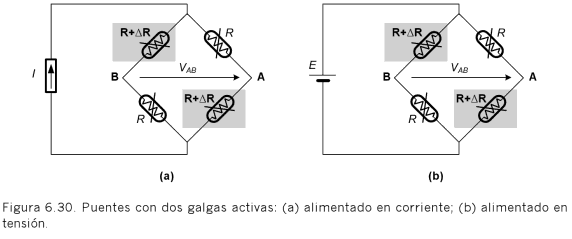 R+ΔR
R
I
B
V_AB
A
R
R+ΔR
(a)
R+ΔR
R
E
B
V_AB
A
R
R+ΔR
(b)
Figura 6.30. Puentes con dos galgas activas: (a) alimentado en corriente; (b) alimentado en
tensión.